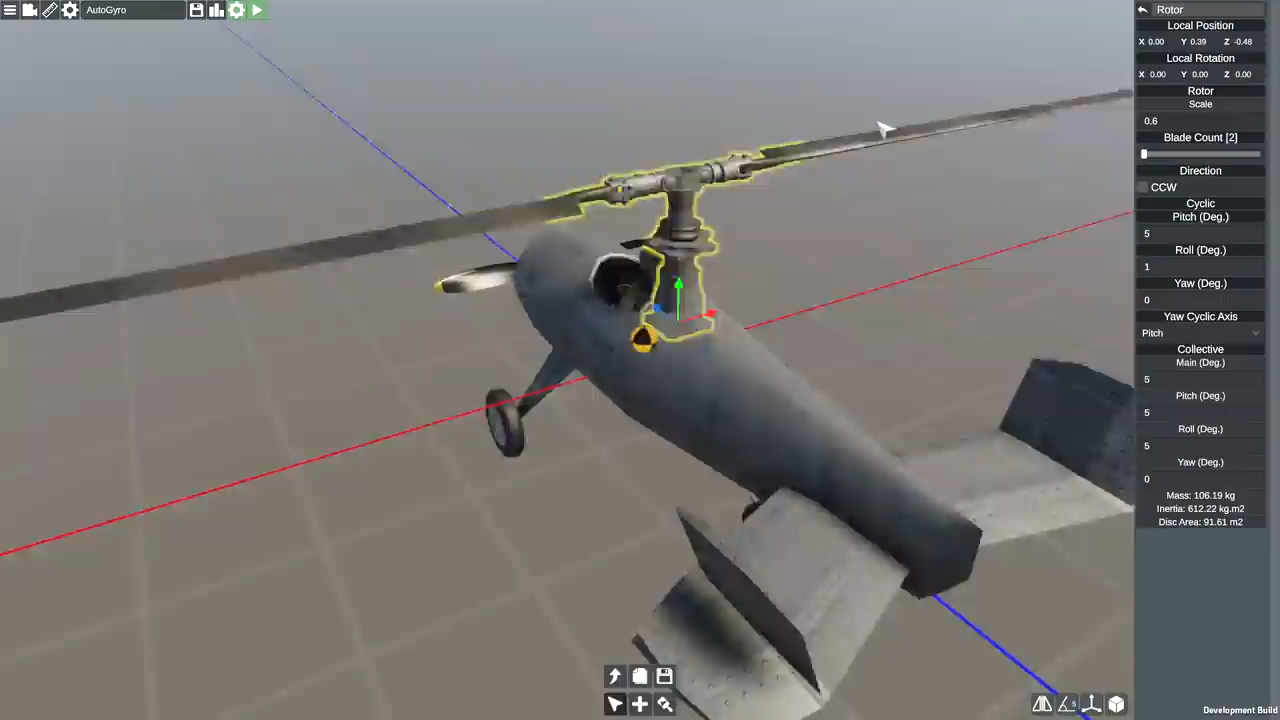 AutoGyro
Rotor
Local Position
X 0.00 Y 0.39 Z -0.48
Local Rotation
X 0.00 Y 0.00 Z 0.00
Rotor
Scale
0.6
Blade Count [2]
Direction
CCW
Cyclic
Pitch (Deg.)
5
Roll (Deg.)
1
Yaw (Deg.)
0
Yaw Cyclic Axis
Pitch
Collective
Main (Deg.)
5
Pitch (Deg.)
5
Roll (Deg.)
5
Yaw (Deg.)
0
Mass: 106.19 kg
Inertia: 612.22 kg.m2
Disc Area: 91.61 m2
5
Development Build